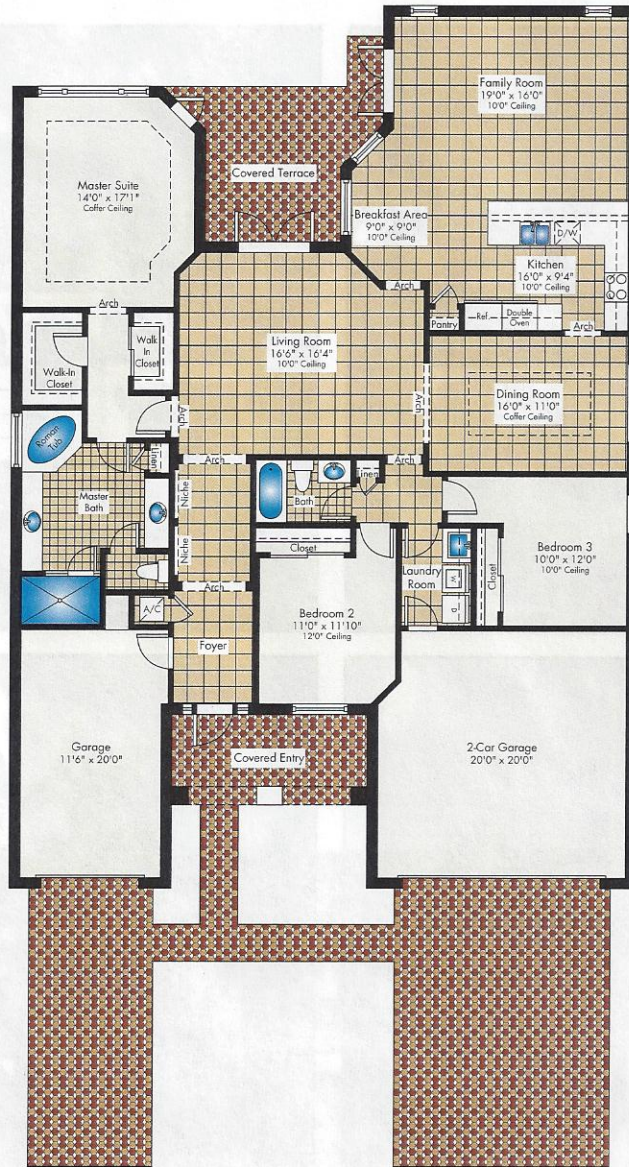 Family Room
19'0" x 16'0"
10'0" Ceiling
Master Suite
14'0" x 17'1"
Coffer Ceiling
Covered Terrace
Breakfast Area
9'0" x 9'0"
10'0" Ceiling
D/W
Kitchen
16'0" x 9'4"
10'0" Ceiling
Arch
Arch
Ref.
Double
Oven
Pantry
Arch
Walk-In
Closet
Walk
In
Closet
Living Room
16'6" x 16'4"
10'0" Ceiling
Arch
Dining Room
16'0" x 11'0"
Coffer Ceiling
Arch
Roman
Tub
Linen
Arch
Arch
Master
Bath
Niche
Niche
Bath
Linen
Closet
Bedroom 3
10'0" x 12'0"
10'0" Ceiling
Closet
Laundry
Room
W
D
Arch
A/C
Bedroom 2
11'0" x 11'10"
12'0" Ceiling
Foyer
Garage
11'6" x 20'0"
Covered Entry
2-Car Garage
20'0" x 20'0"